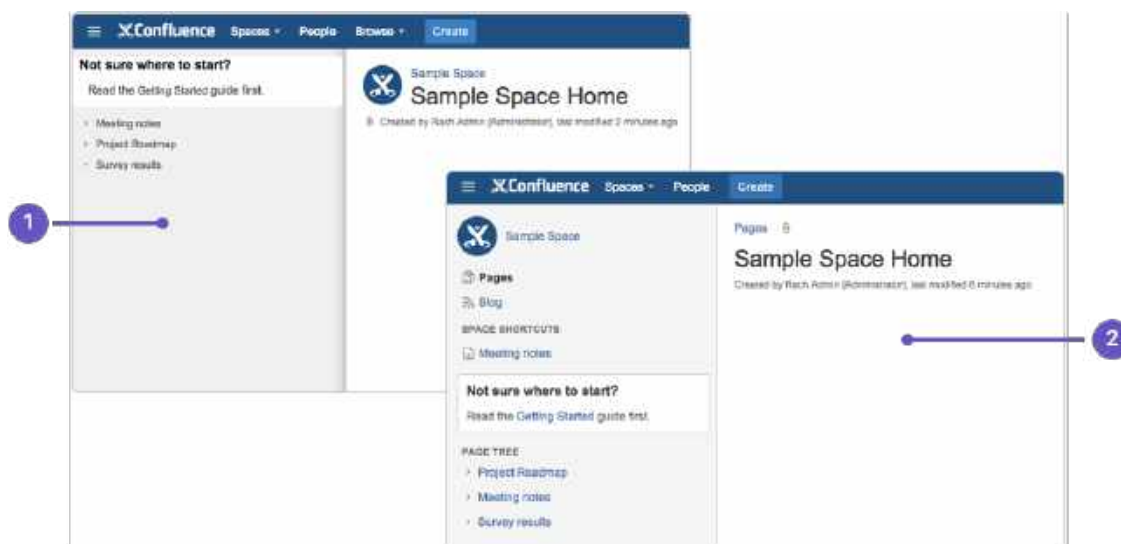 Confluence Spaces People Browse Create
Not sure where to start?
Read the Getting Started guide first.
Meeting notes
Project Roadmap
Survey results
Sample Space
Sample Space Home
Created by Rach Admin (Administrator), last modified 2 minutes ago
1
Confluence Spaces People Create
Sample Space
Pages
Blog
SPACE SHORTCUTS
Meeting notes
Not sure where to start?
Read the Getting Started guide first.
PAGE TREE
Project Roadmap
Meeting notes
Survey results
Pages
Sample Space Home
Created by Rach Admin (Administrator), last modified 6 minutes ago
2